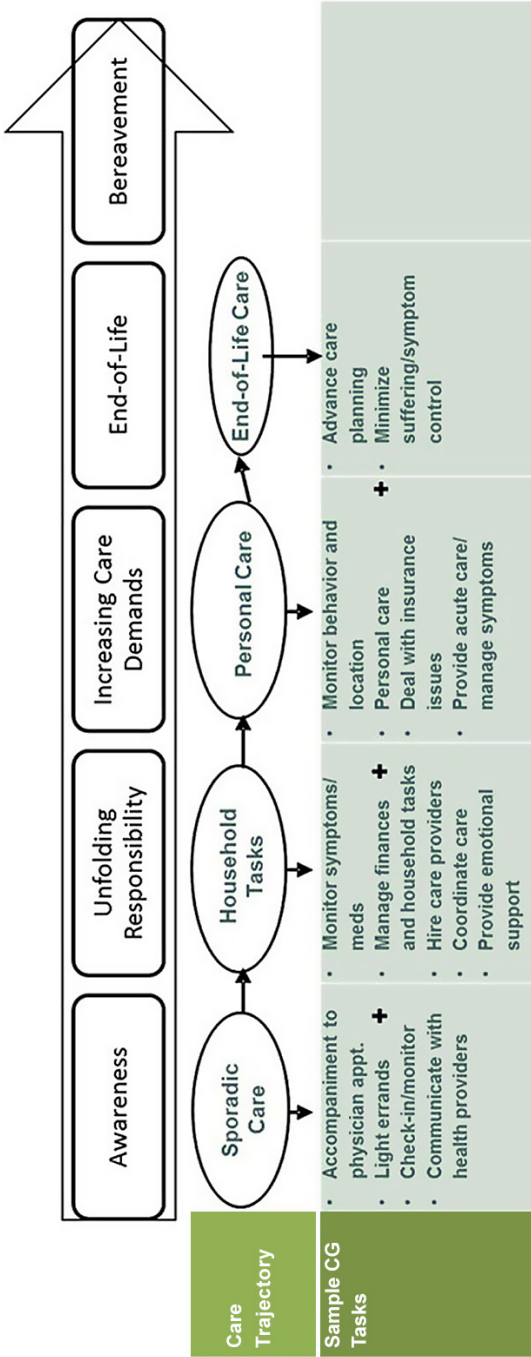 Awareness
Unfolding
Responsibility
Increasing Care
Demands
End-of-Life
Bereavement
Care
Trajectory
Sporadic
Care
Household
Tasks
Personal Care
End-of-Life Care
Sample CG
Tasks
• Accompaniment to
physician appt.
• Light errands
• Check-in/monitor
• Communicate with
health providers
+
• Monitor symptoms/
meds
• Manage finances
and household tasks
• Hire care providers
• Coordinate care
• Provide emotional
support
+
• Monitor behavior and
location
• Personal care
• Deal with insurance
issues
• Provide acute care/
manage symptoms
+
• Advance care
planning
• Minimize
suffering/symptom
control